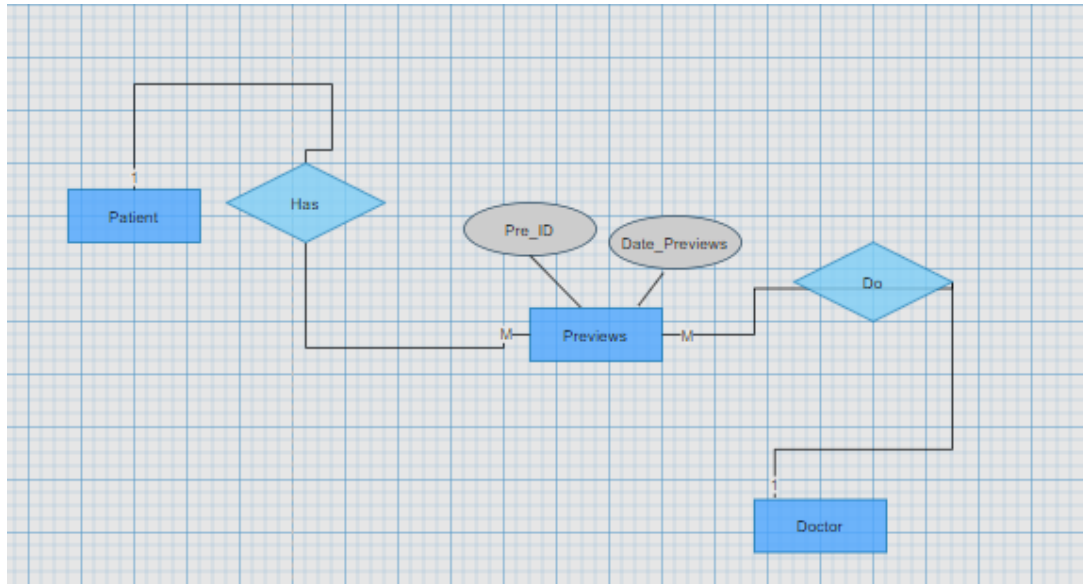 1
Patient
Has
Pre_ID
Date_Previews
Do
M
Previews
M
1
Doctor